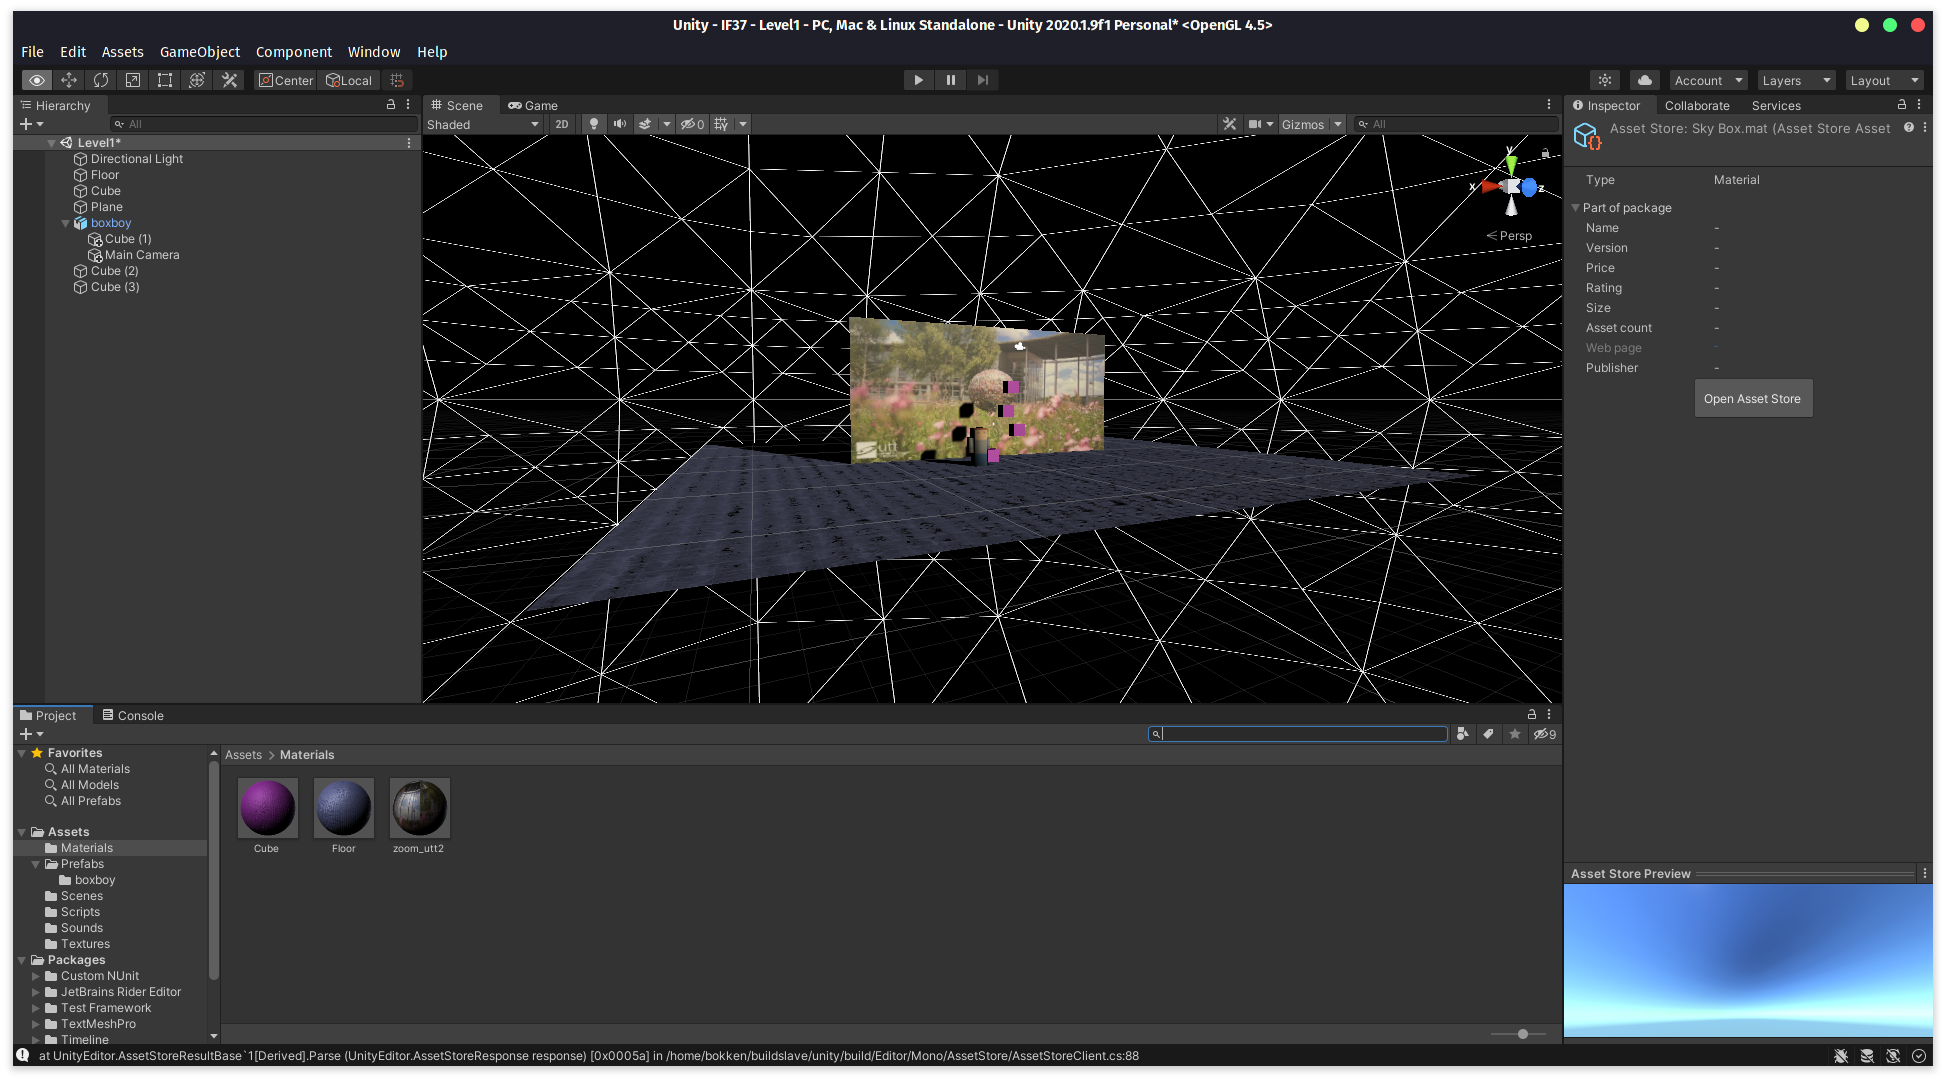 Unity - IF37 - Level1 - PC, Mac & Linux Standalone - Unity 2020.1.9f1 Personal* <OpenGL 4.5>
File Edit Assets GameObject Component Window Help
Center Local Account Layers Layout
Hierarchy
All
Level1*
Directional Light
Floor
Cube
Plane
boxboy
Cube (1)
Main Camera
Cube (2)
Cube (3)
Scene Game
Shaded 2D 0 Gizmos All
y
x
z
Persp
utt
Inspector Collaborate Services
Asset Store: Sky Box.mat (Asset Store Asset
Type Material
Part of package
Name -
Version -
Price -
Rating -
Size -
Asset count -
Web page -
Publisher -
Open Asset Store
Asset Store Preview
Project Console
9
Favorites
All Materials
All Models
All Prefabs
Assets
Materials
Prefabs
boxboy
Scenes
Scripts
Sounds
Textures
Packages
Custom NUnit
JetBrains Rider Editor
Test Framework
TextMeshPro
Timeline
Assets > Materials
Cube Floor zoom_utt2
at UnityEditor.AssetStoreResultBase`1[Derived].Parse (UnityEditor.AssetStoreResponse response) [0x0005a] in /home/bokken/buildslave/unity/build/Editor/Mono/AssetStore/AssetStoreClient.cs:88